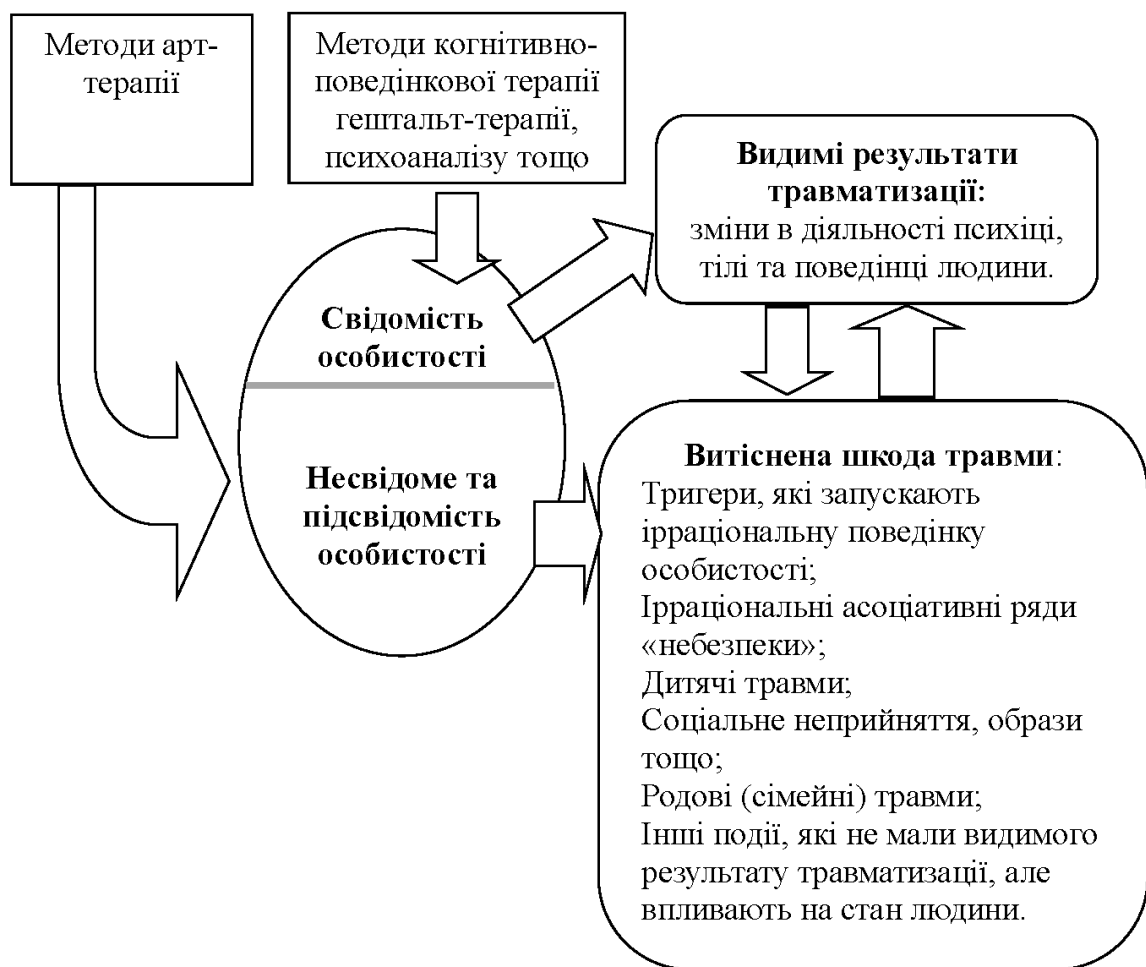 Методи арт-
терапії
Методи когнітивно-
поведінкової терапії
гештальт-терапії,
психоаналізу тощо
Видимі результати
травматизації:
зміни в діяльності психіці,
тілі та поведінці людини.
Свідомість
особистості
Несвідоме та
підсвідомість
особистості
Витіснена шкода травми:
Тригери, які запускають
ірраціональну поведінку
особистості;
Ірраціональні асоціативні ряди
«небезпеки»;
Дитячі травми;
Соціальне неприйняття, образи
тощо;
Родові (сімейні) травми;
Інші події, які не мали видимого
результату травматизації, але
впливають на стан людини.